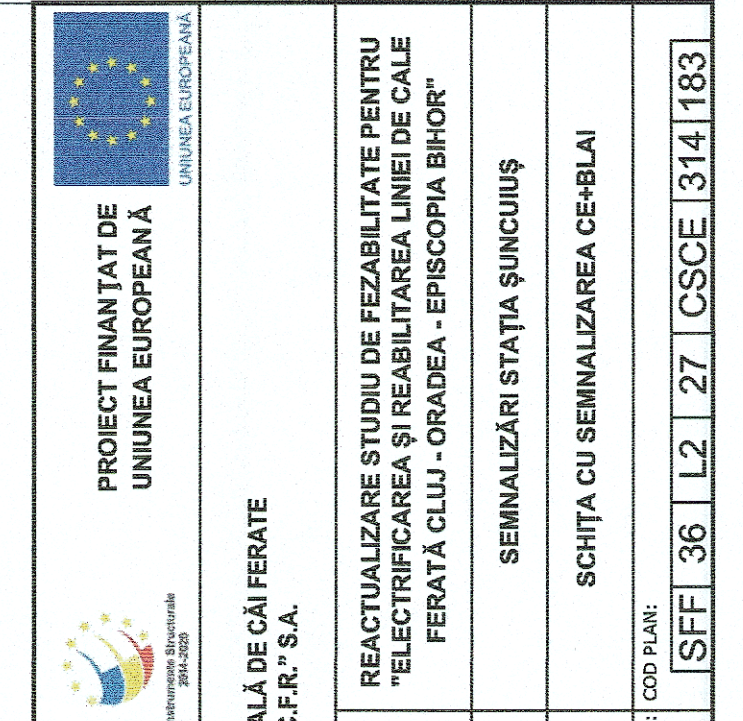 Instrumente Structurale
2014-2020
PROIECT FINANȚAT DE
UNIUNEA EUROPEANĂ
UNIUNEA EUROPEANĂ
ALĂ DE CĂI FERATE
C.F.R.” S.A.
REACTUALIZARE STUDIU DE FEZABILITATE PENTRU
"ELECTRIFICAREA ȘI REABILITAREA LINIEI DE CALE
FERATĂ CLUJ - ORADEA - EPISCOPIA BIHOR"
SEMNALIZĂRI STAȚIA ȘUNCUIUȘ
SCHIȚA CU SEMNALIZAREA CE+BLAI
: COD PLAN:
SFF 36 L2 27 CSCE 314 183